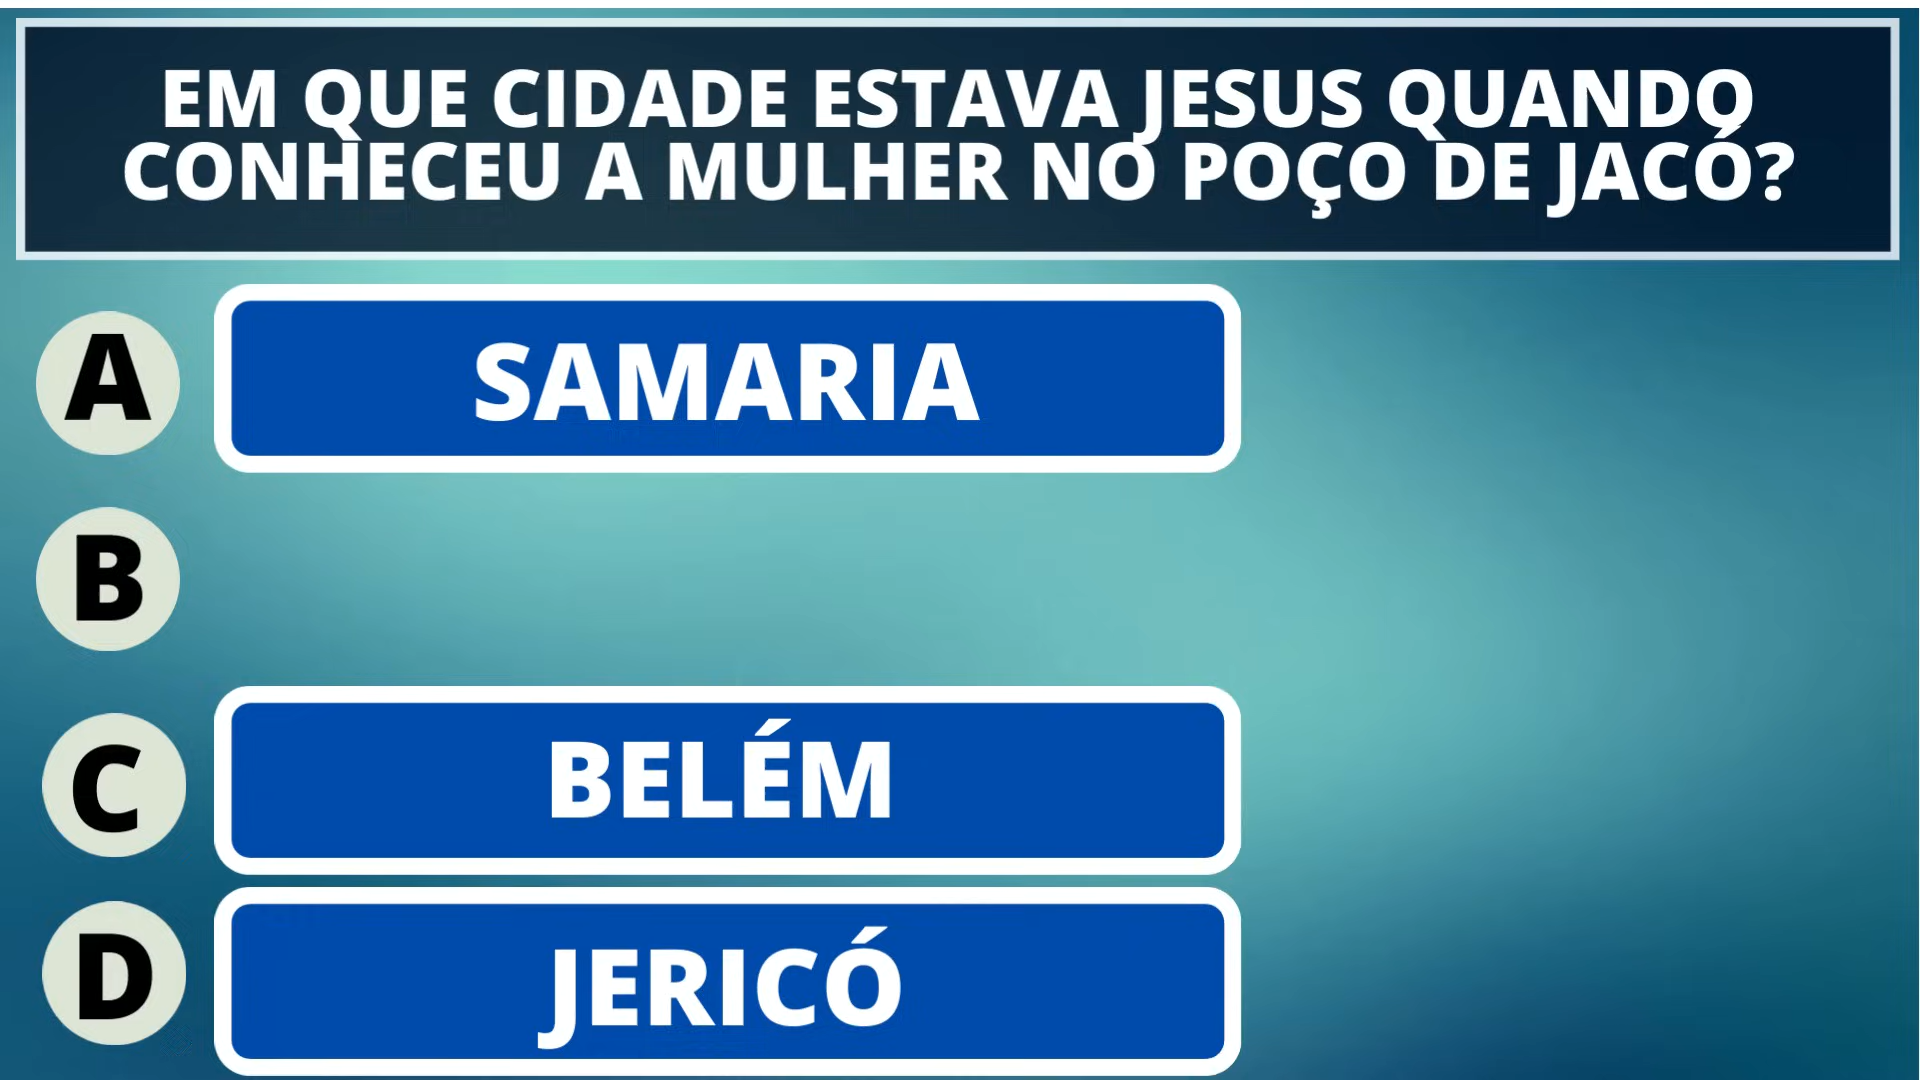 EM QUE CIDADE ESTAVA JESUS QUANDO
CONHECEU A MULHER NO POÇO DE JACÓ?
A
SAMARIA
B
C
BELÉM
D
JERICÓ